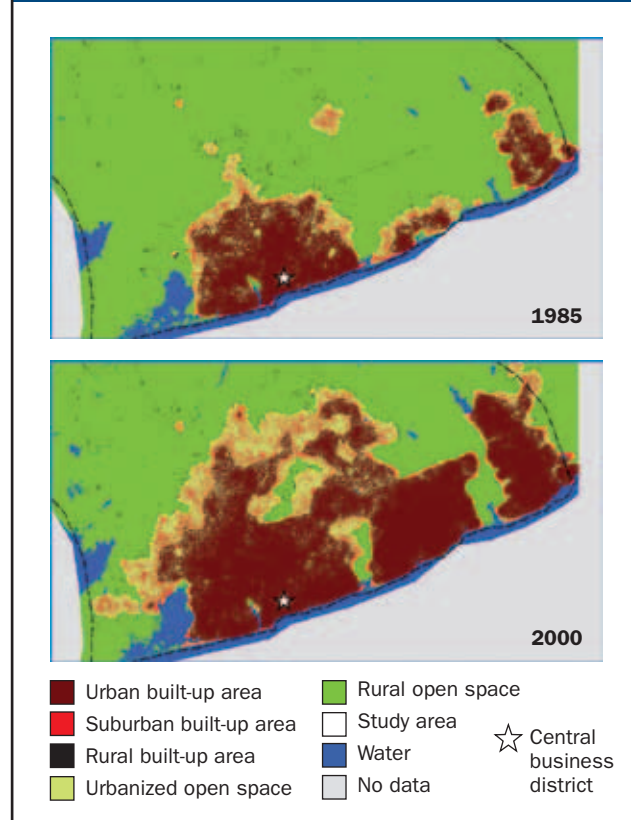 1985
2000
Urban built-up area
Suburban built-up area
Rural built-up area
Urbanized open space
Rural open space
Study area
Water
No data
Central
business
district